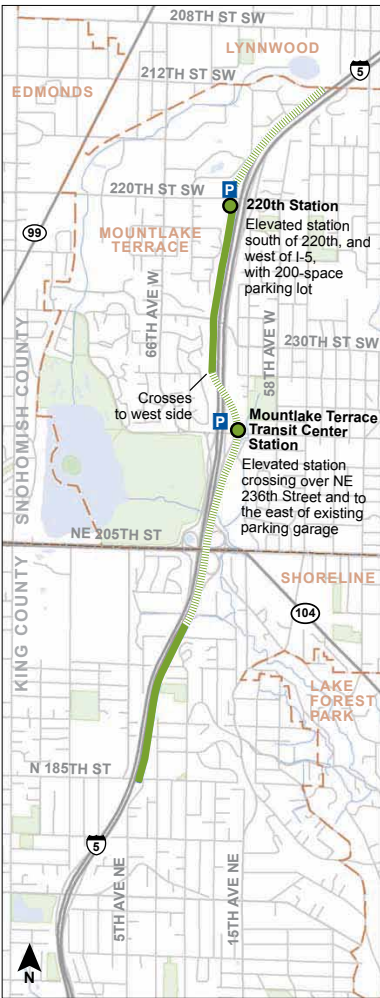 208TH ST SW
LYNNWOOD
5
212TH ST SW
EDMONDS
220TH ST SW
P
220th Station
Elevated station
south of 220th, and
west of I-5,
with 200-space
parking lot
99
MOUNTLAKE
TERRACE
66TH AVE W
58TH AVE W
230TH ST SW
SNOHOMISH COUNTY
Crosses
to west side
P
Mountlake Terrace
Transit Center
Station
Elevated station
crossing over NE
236th Street and to
the east of existing
parking garage
NE 205TH ST
KING COUNTY
SHORELINE
104
LAKE
FOREST
PARK
N 185TH ST
5
5TH AVE NE
15TH AVE NE
N